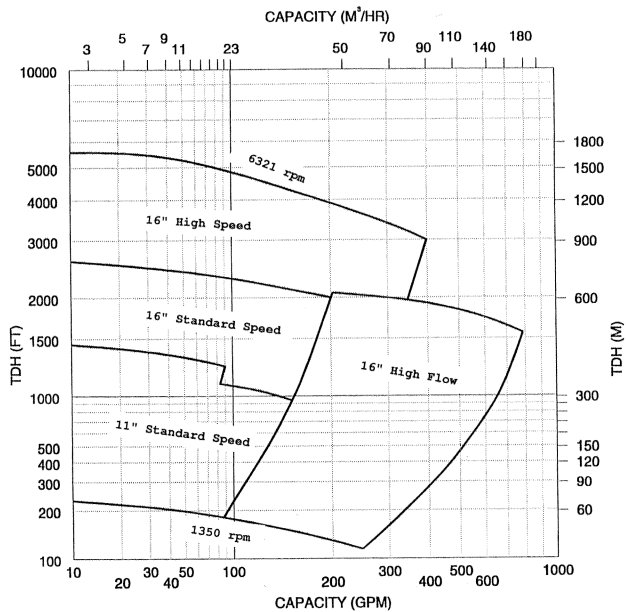 CAPACITY (M³/HR)
3 5 7 9 11 23 50 70 90 110 140 180
10000
5000
4000
3000
2000
1500
1000
500
400
300
200
100
TDH (FT)
1800
1500
1200
900
600
300
150
120
90
60
TDH (M)
6321 rpm
16" High Speed
16" Standard Speed
16" High Flow
11" Standard Speed
1350 rpm
10 20 30 40 100 200 300 400 500 600 1000
CAPACITY (GPM)